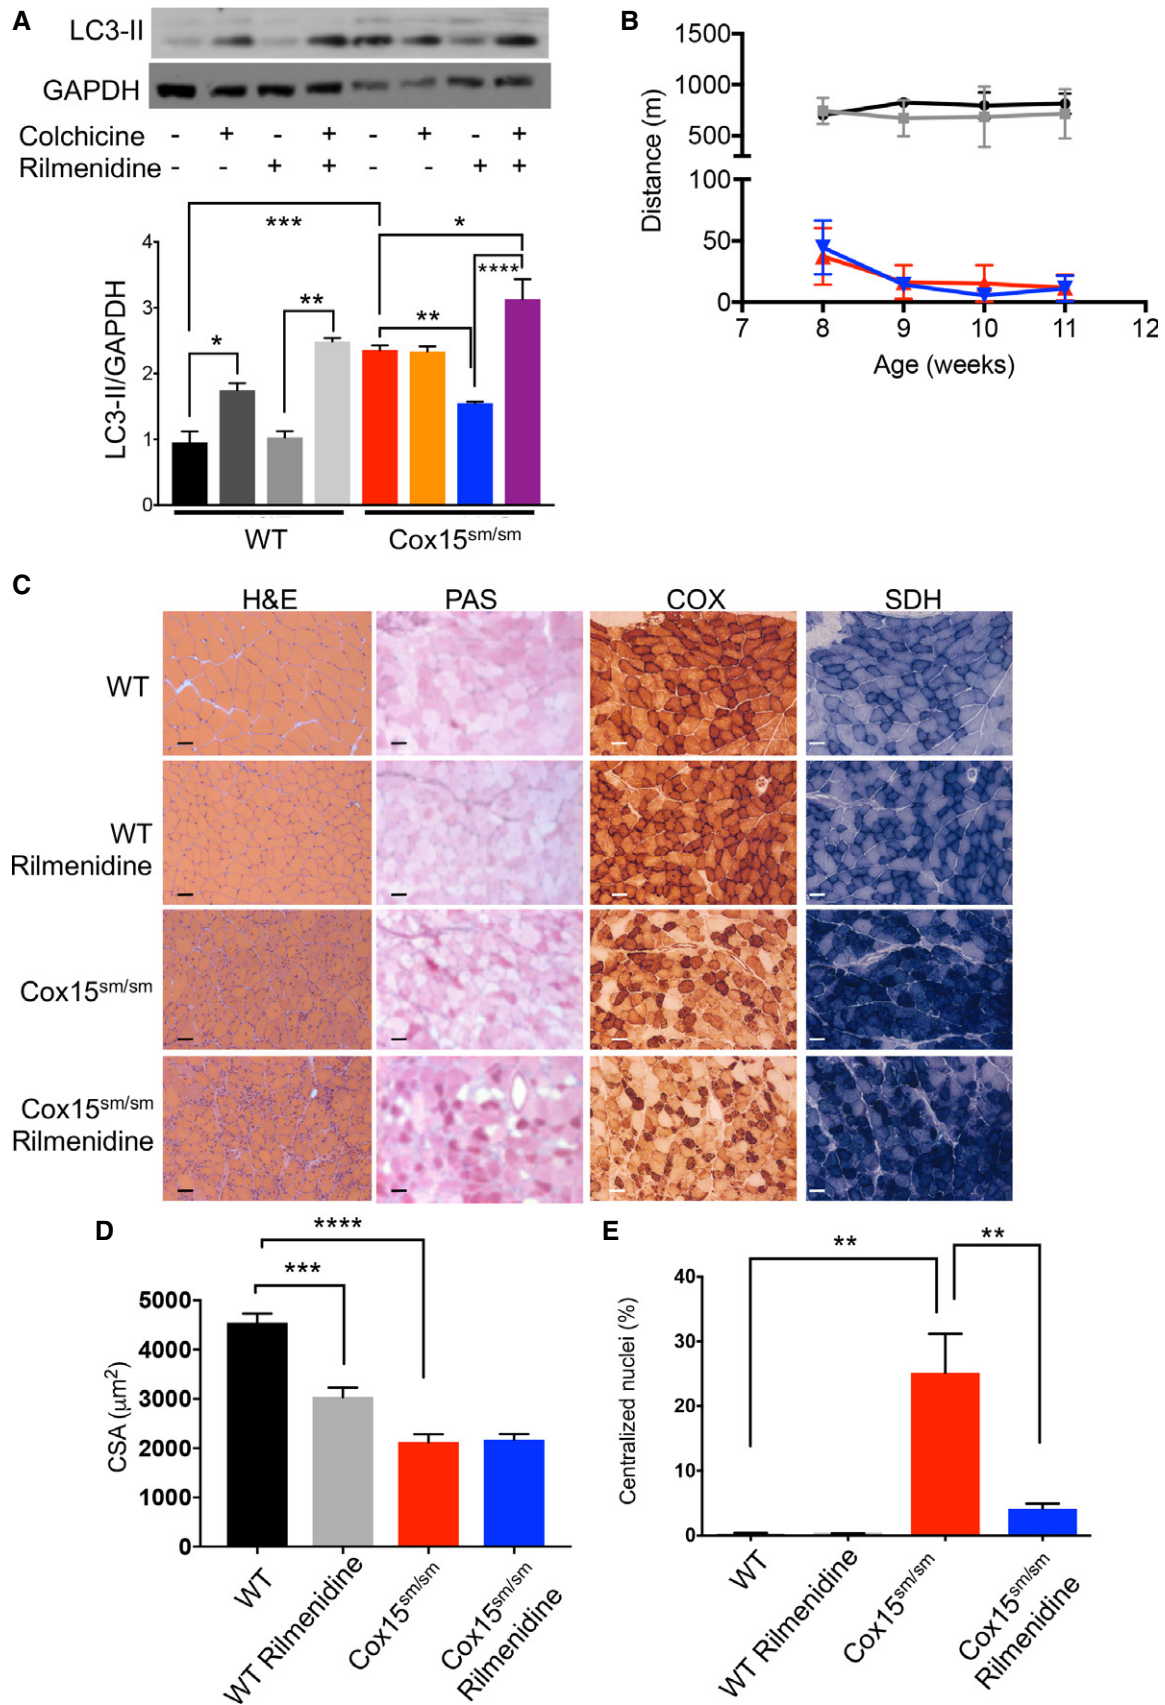 A
LC3-II
GAPDH
Colchicine - + - + - + - +
Rilmenidine - - + + - - + +
*** * **** ** ** *
LC3-II/GAPDH
4
3
2
1
0
WT Cox15sm/sm
B
Distance (m)
1500
1000
500
100
50
0
7 8 9 10 11 12
Age (weeks)
C
H&E PAS COX SDH
WT
WT
Rilmenidine
Cox15sm/sm
Cox15sm/sm
Rilmenidine
D
****
***
CSA (µm2)
5000
4000
3000
2000
1000
0
WT
WT Rilmenidine
Cox15sm/sm
Cox15sm/sm
Rilmenidine
E
** **
Centralized nuclei (%)
40
30
20
10
0
WT
WT Rilmenidine
Cox15sm/sm
Cox15sm/sm
Rilmenidine